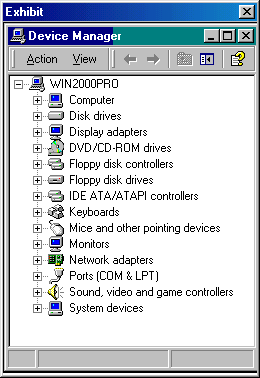 Exhibit
Device Manager
Action View
WIN2000PRO
Computer
Disk drives
Display adapters
DVD/CD-ROM drives
Floppy disk controllers
Floppy disk drives
IDE ATA/ATAPI controllers
Keyboards
Mice and other pointing devices
Monitors
Network adapters
Ports (COM & LPT)
Sound, video and game controllers
System devices